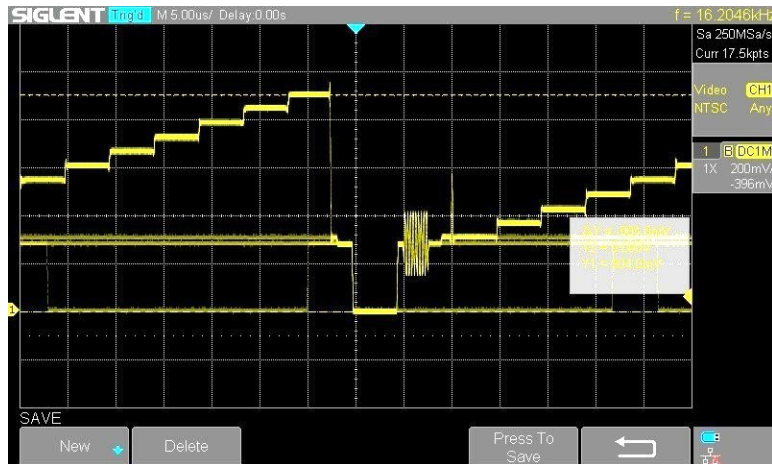 SIGLENT Trig'd M 5.00us/ Delay:0.00s f = 16.2046kHz
Sa 250MSa/s
Curr 17.5kpts
Video CH1
NTSC Any
1 B DC1M
1X 200mV/
-396mV
1
SAVE
New Delete Press To
Save